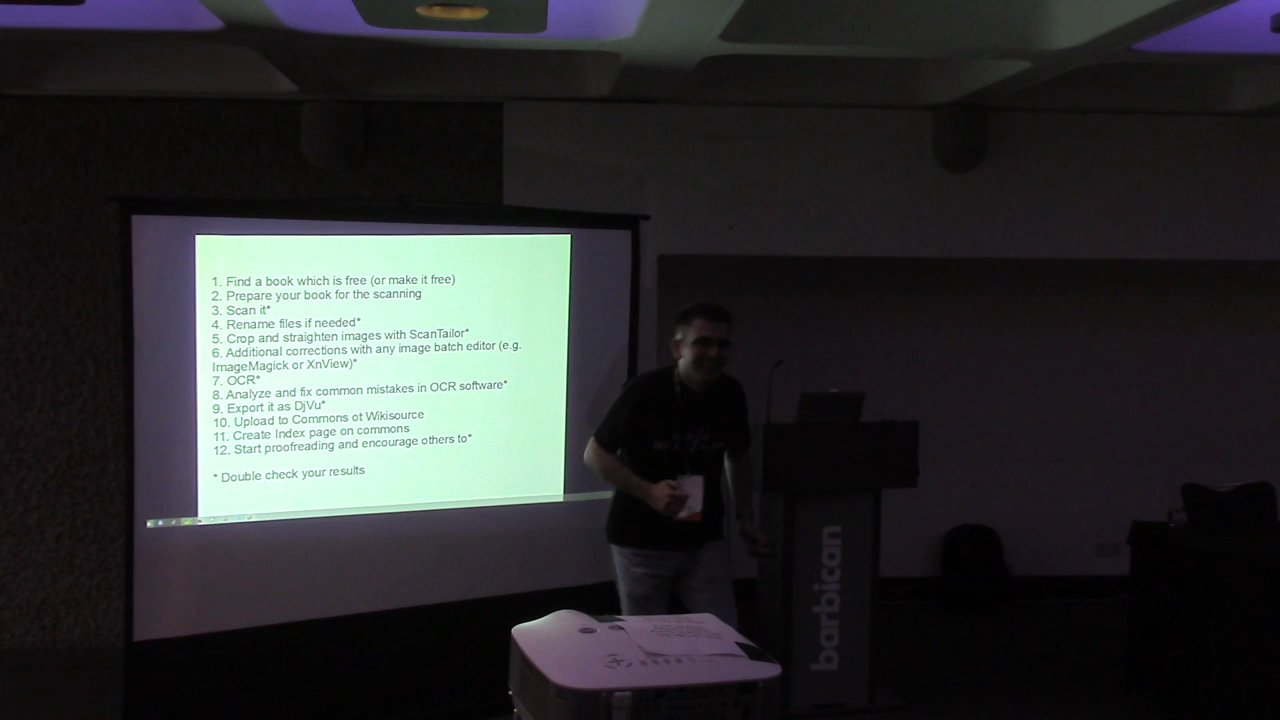 1. Find a book which is free (or make it free)
2. Prepare your book for the scanning
3. Scan it*
4. Rename files if needed*
5. Crop and straighten images with ScanTailor*
6. Additional corrections with any image batch editor (e.g.
ImageMagick or XnView)*
7. OCR*
8. Analyze and fix common mistakes in OCR software*
9. Export it as DjVu*
10. Upload to Commons ot Wikisource
11. Create Index page on commons
12. Start proofreading and encourage others to*
* Double check your results
barbican